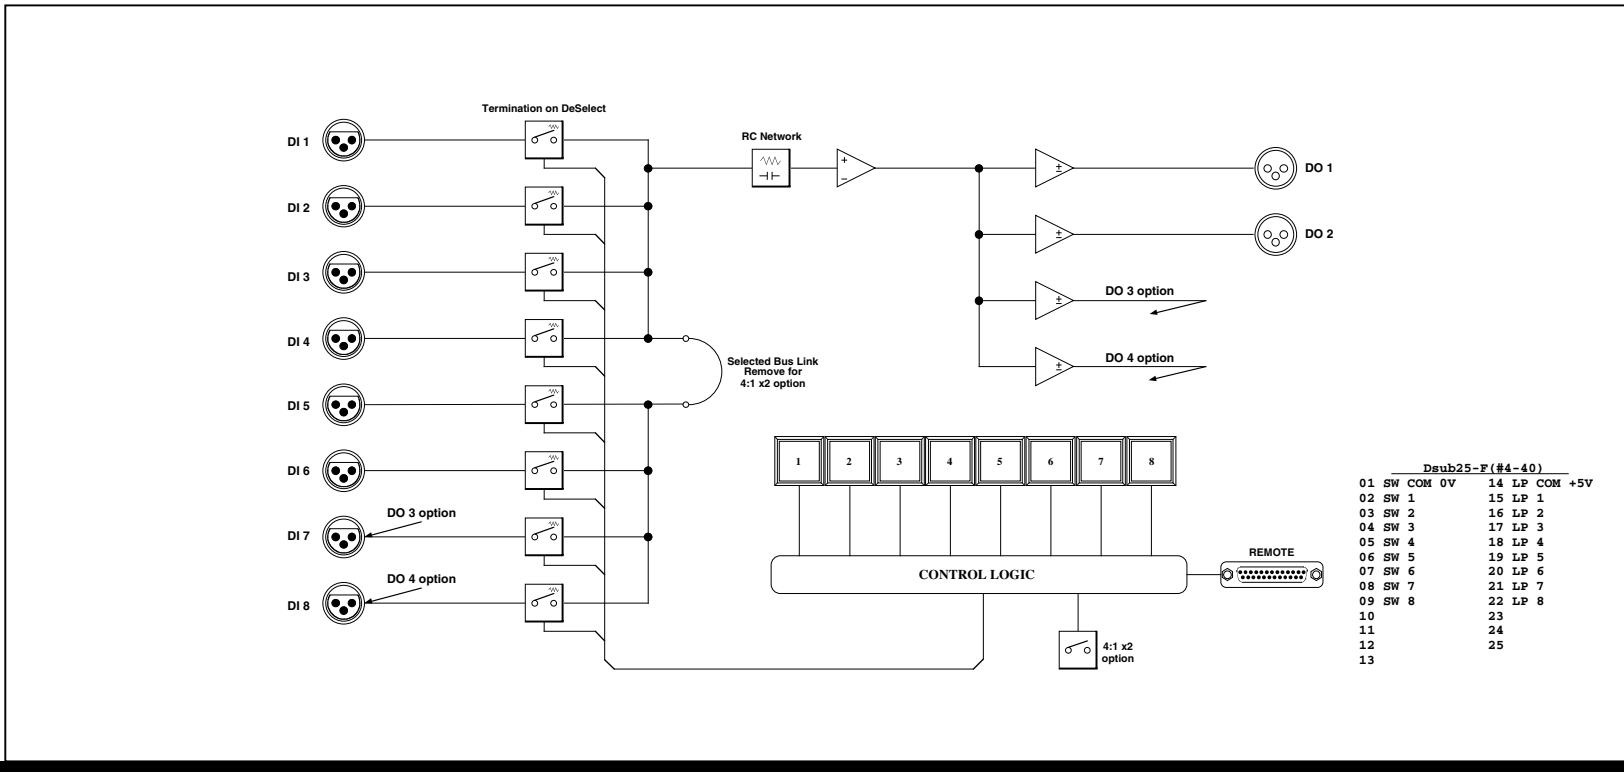 Termination on DeSelect
DI 1
DI 2
DI 3
DI 4
DI 5
DI 6
DI 7
DI 8
DO 3 option
DO 4 option
RC Network
+
−
±
±
±
±
DO 1
DO 2
DO 3 option
DO 4 option
Selected Bus Link
Remove for
4:1 x2 option
1 2 3 4 5 6 7 8
CONTROL LOGIC
REMOTE
4:1 x2
option
Dsub25-F(#4-40)
01 SW COM 0V 14 LP COM +5V
02 SW 1 15 LP 1
03 SW 2 16 LP 2
04 SW 3 17 LP 3
05 SW 4 18 LP 4
06 SW 5 19 LP 5
07 SW 6 20 LP 6
08 SW 7 21 LP 7
09 SW 8 22 LP 8
10 23
11 24
12 25
13